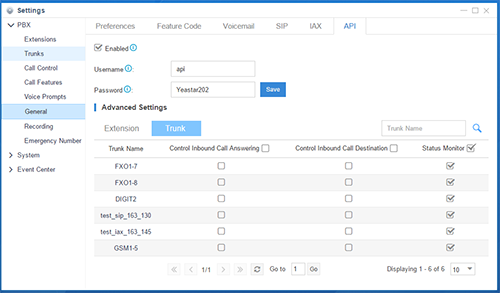 Settings
PBX
Extensions
Trunks
Call Control
Call Features
Voice Prompts
General
Recording
Emergency Number
System
Event Center
Preferences Feature Code Voicemail SIP IAX API
Enabled
Username : api
Password : Yeastar202 Save
Advanced Settings
Extension Trunk Trunk Name
Trunk Name Control Inbound Call Answering Control Inbound Call Destination Status Monitor
FXO1-7
FXO1-8
DIGIT2
test_sip_163_130
test_iax_163_145
GSM1-5
1/1 Go to 1 Go Displaying 1 - 6 of 6 10